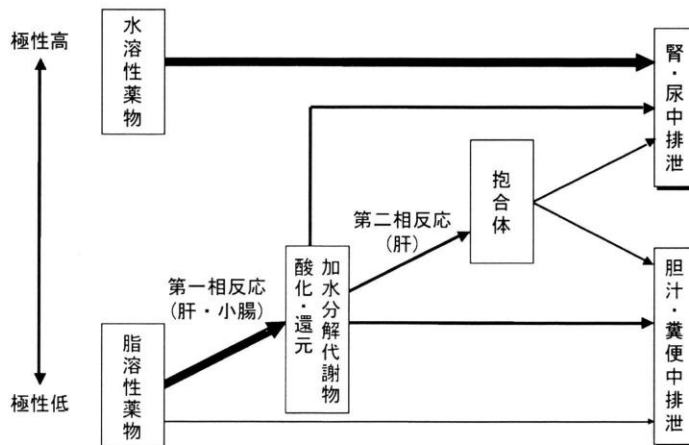 極性高
水溶性薬物
腎・尿中排泄
抱合体
第二相反応
(肝)
第一相反応
(肝・小腸)
酸化・還元
加水分解代謝物
胆汁・糞便中排泄
脂溶性薬物
極性低